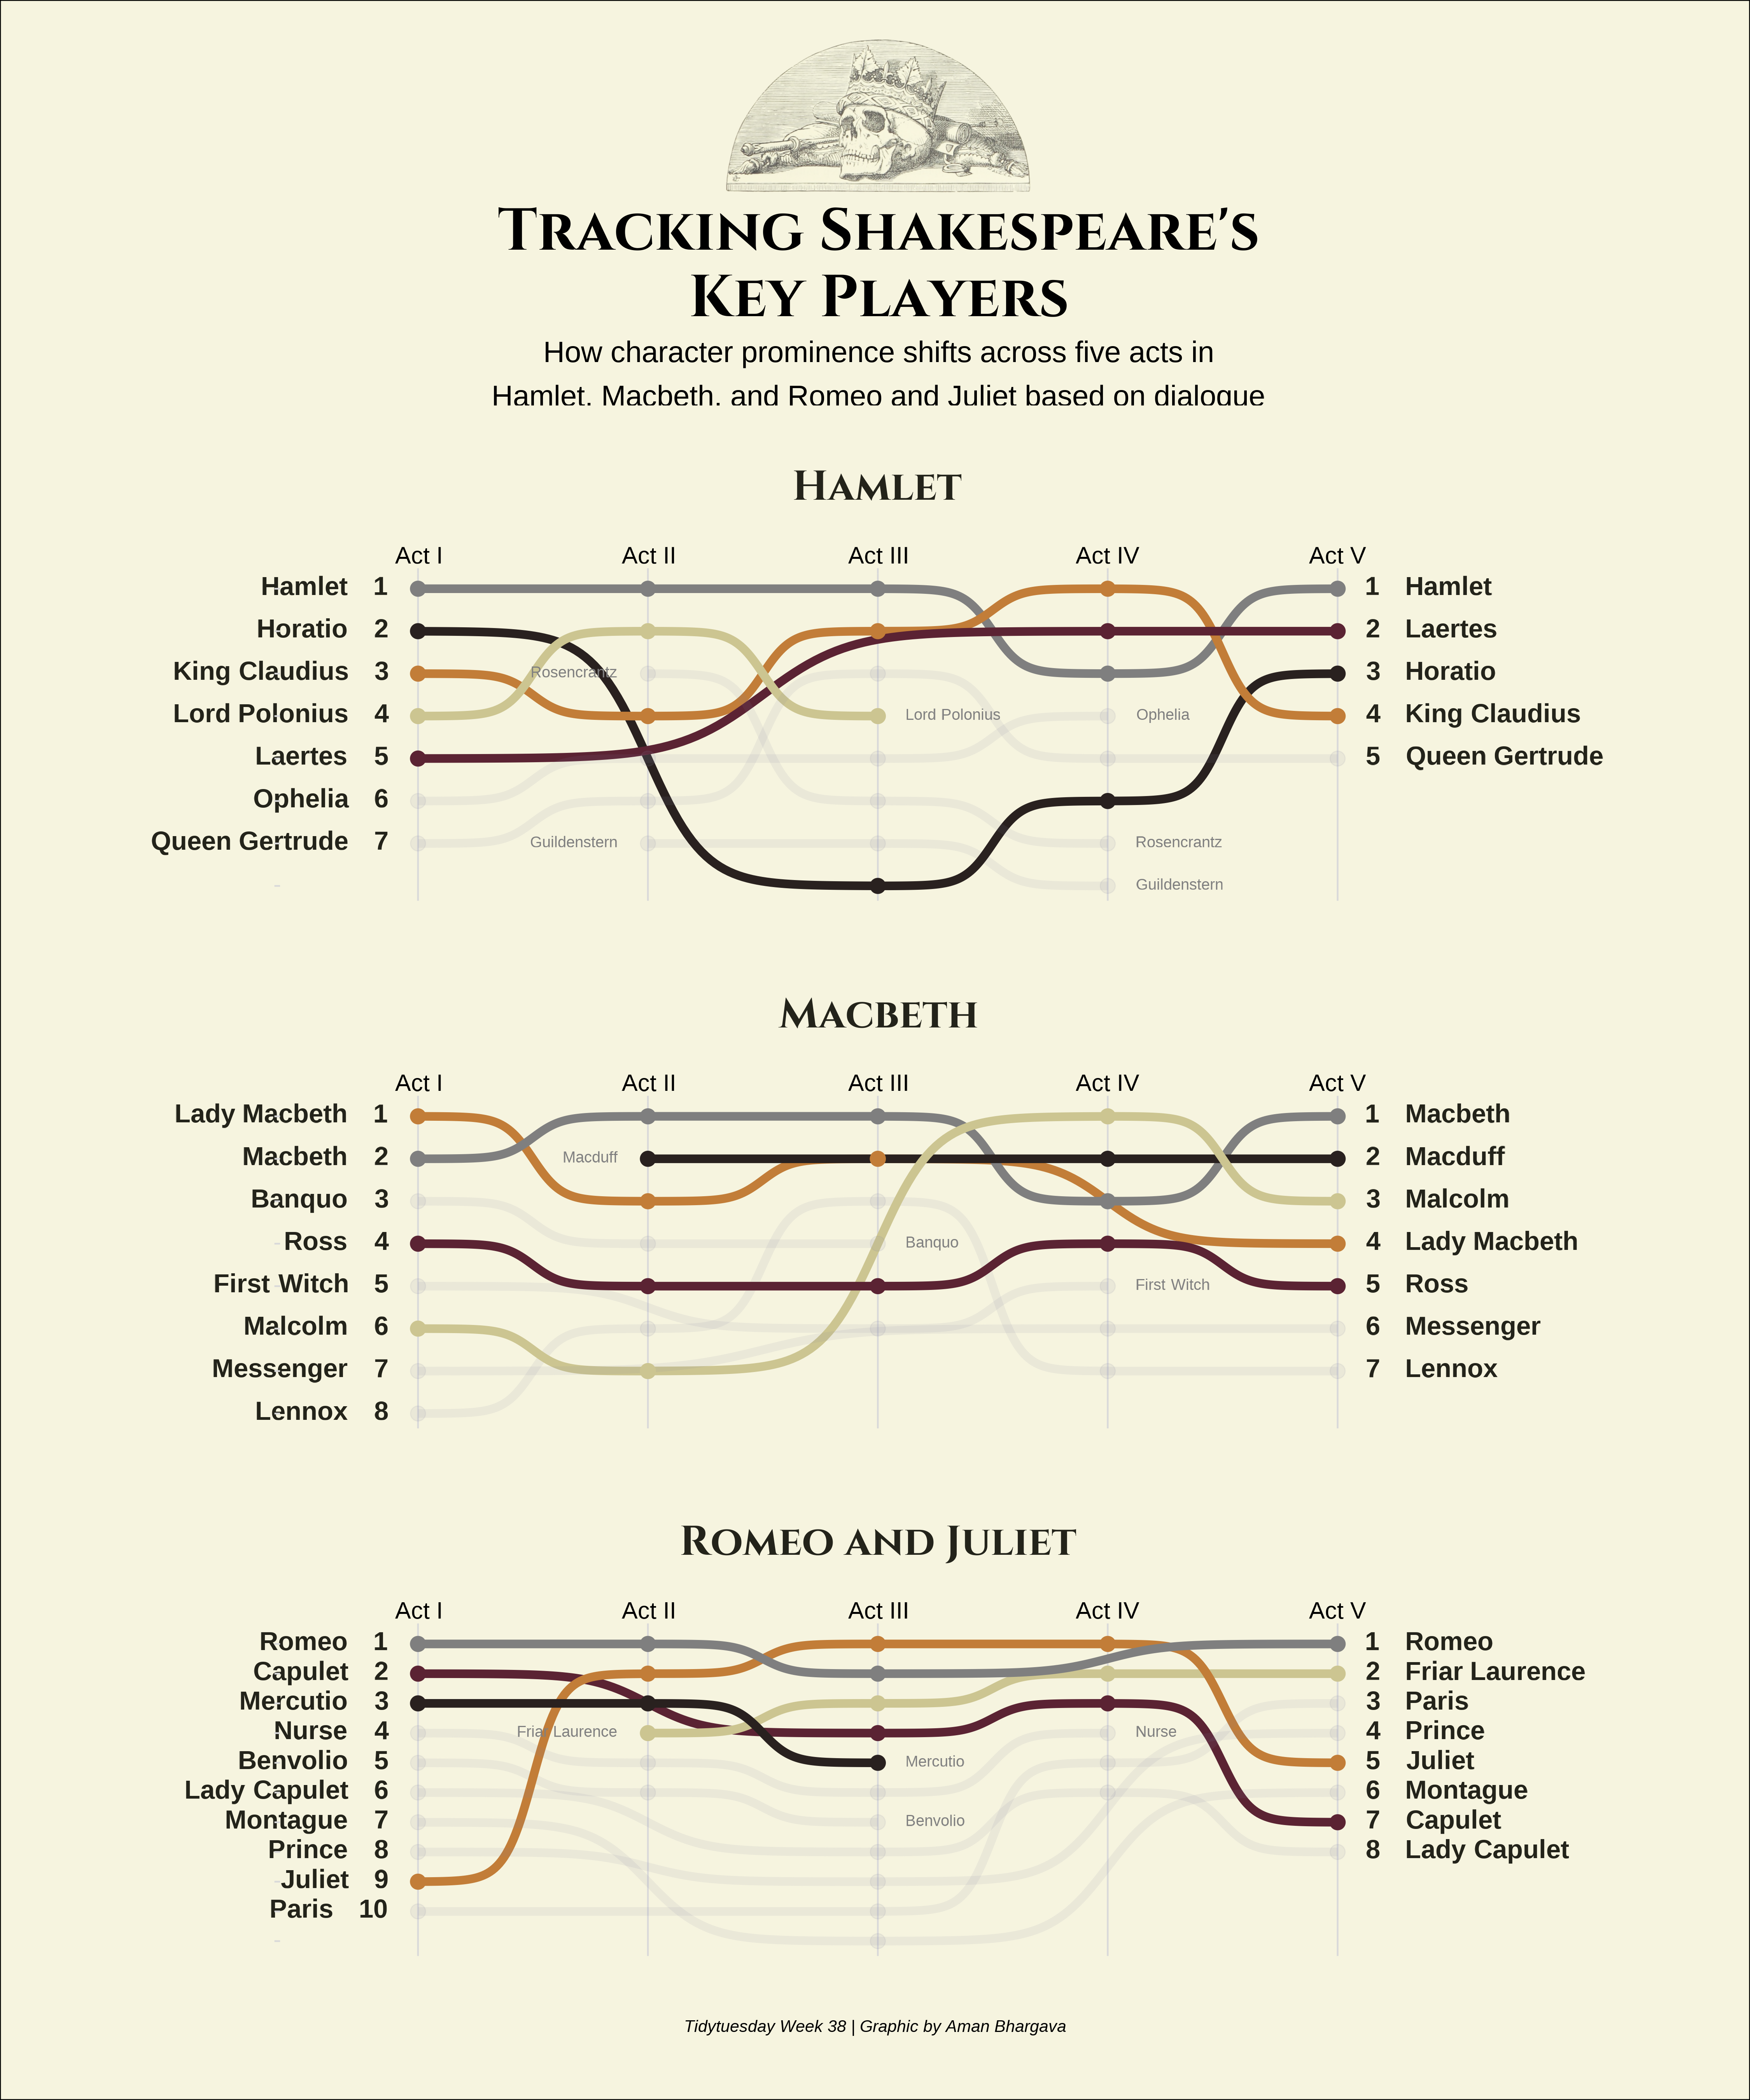 Tracking Shakespeare's
Key Players
How character prominence shifts across five acts in
Hamlet, Macbeth, and Romeo and Juliet based on dialogue
Hamlet
Act I Act II Act III Act IV Act V
Hamlet 1 1 Hamlet
Horatio 2 2 Laertes
King Claudius 3 Rosencrantz 3 Horatio
Lord Polonius 4 Lord Polonius Ophelia 4 King Claudius
Laertes 5 5 Queen Gertrude
Ophelia 6
Queen Gertrude 7 Guildenstern Rosencrantz
Guildenstern
Macbeth
Act I Act II Act III Act IV Act V
Lady Macbeth 1 1 Macbeth
Macbeth 2 Macduff 2 Macduff
Banquo 3 3 Malcolm
Ross 4 Banquo 4 Lady Macbeth
First Witch 5 First Witch 5 Ross
Malcolm 6 6 Messenger
Messenger 7 7 Lennox
Lennox 8
Romeo and Juliet
Act I Act II Act III Act IV Act V
Romeo 1 1 Romeo
Capulet 2 2 Friar Laurence
Mercutio 3 3 Paris
Nurse 4 Friar Laurence Nurse 4 Prince
Benvolio 5 Mercutio 5 Juliet
Lady Capulet 6 6 Montague
Montague 7 Benvolio 7 Capulet
Prince 8 8 Lady Capulet
Juliet 9
Paris 10
Tidytuesday Week 38 | Graphic by Aman Bhargava